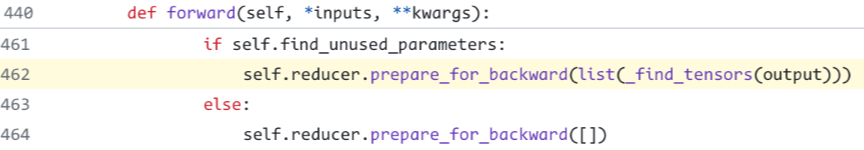 440 def forward(self, *inputs, **kwargs):
461 if self.find_unused_parameters:
462 self.reducer.prepare_for_backward(list(_find_tensors(output)))
463 else:
464 self.reducer.prepare_for_backward([])